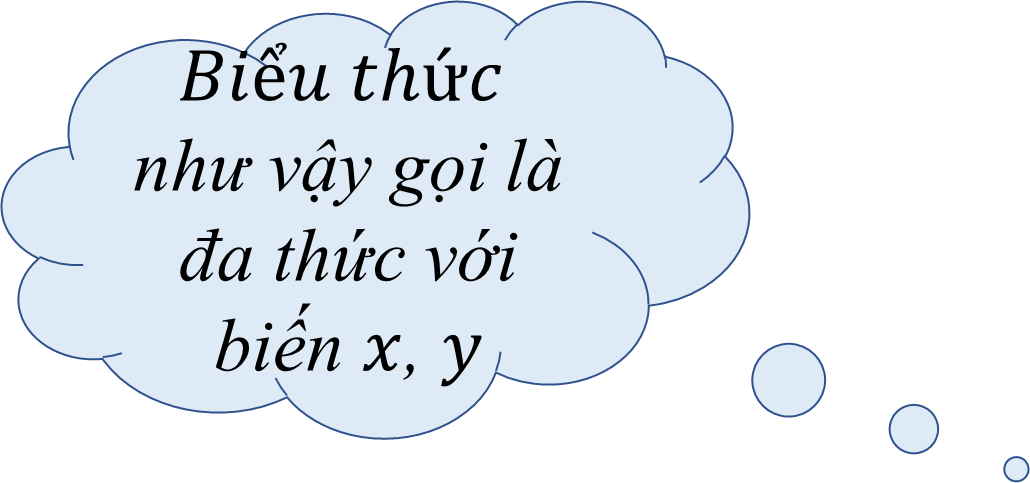 Biểu thức
như vậy gọi là
đa thức với
biến x, y